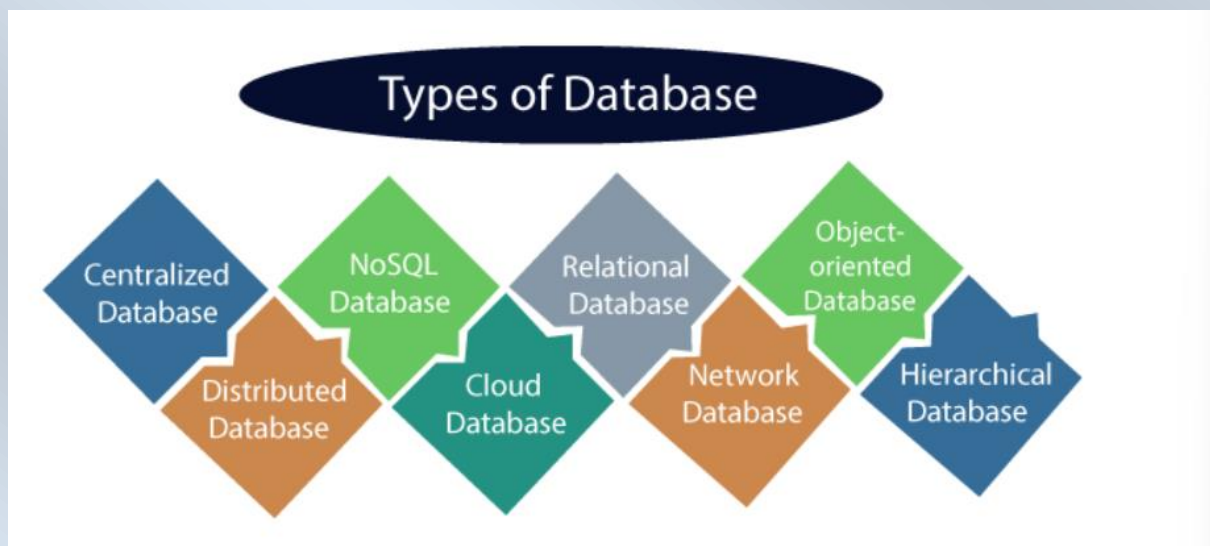 Types of Database
Centralized
Database
Distributed
Database
NoSQL
Database
Cloud
Database
Relational
Database
Network
Database
Object-
oriented
Database
Hierarchical
Database